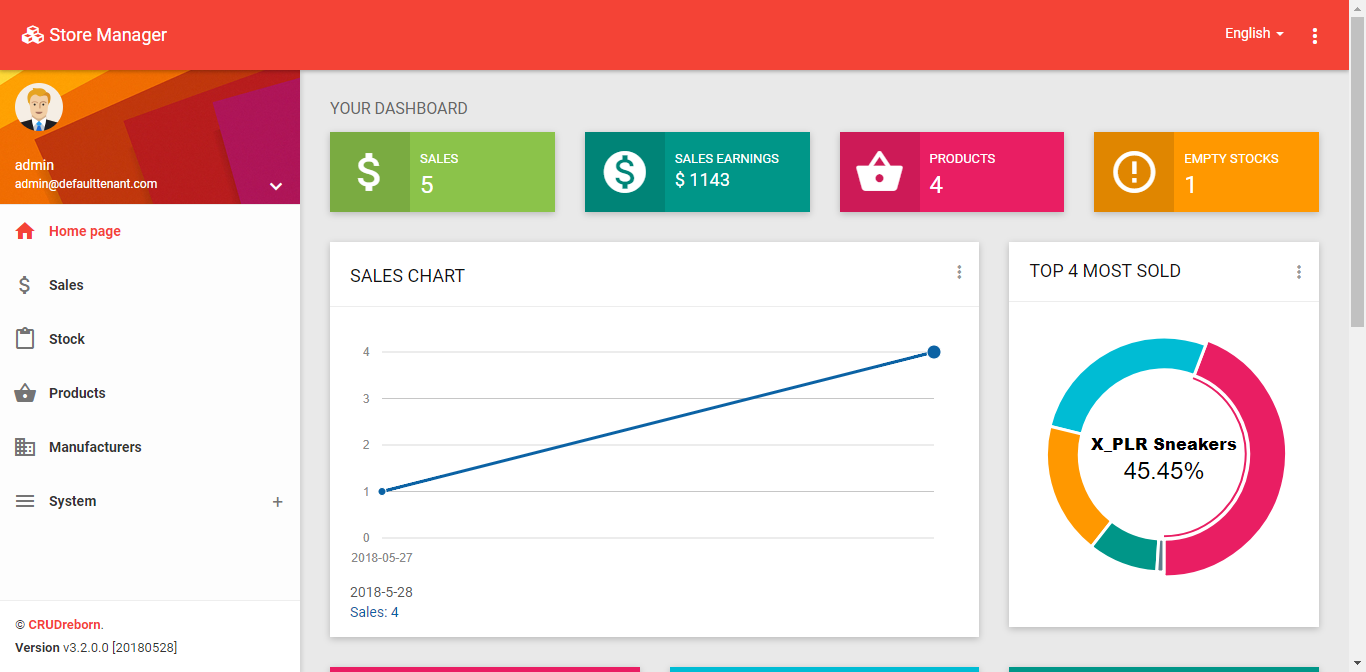 Store Manager
English
admin
admin@defaulttenant.com
Home page
Sales
Stock
Products
Manufacturers
System
+
© CRUDreborn.
Version v3.2.0.0 [20180528]
YOUR DASHBOARD
$
SALES
5
$
SALES EARNINGS
$ 1143
PRODUCTS
4
!
EMPTY STOCKS
1
SALES CHART
4
3
2
1
0
2018-05-27
2018-5-28
Sales: 4
TOP 4 MOST SOLD
X_PLR Sneakers
45.45%